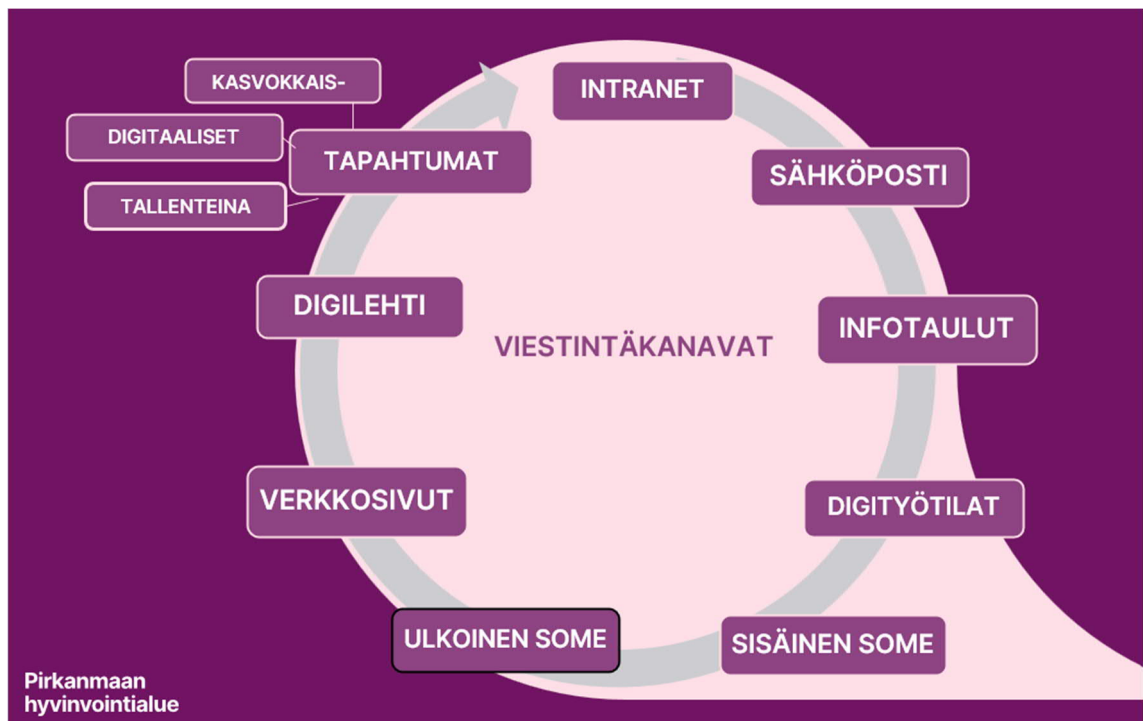 KASVOKKAIS-
DIGITAALISET
TALLENTEINA
TAPAHTUMAT
INTRANET
SÄHKÖPOSTI
INFOTAULUT
DIGITYÖTILAT
SISÄINEN SOME
ULKOINEN SOME
VERKKOSIVUT
DIGILEHTI
VIESTINTÄKANAVAT
Pirkanmaan
hyvinvointialue